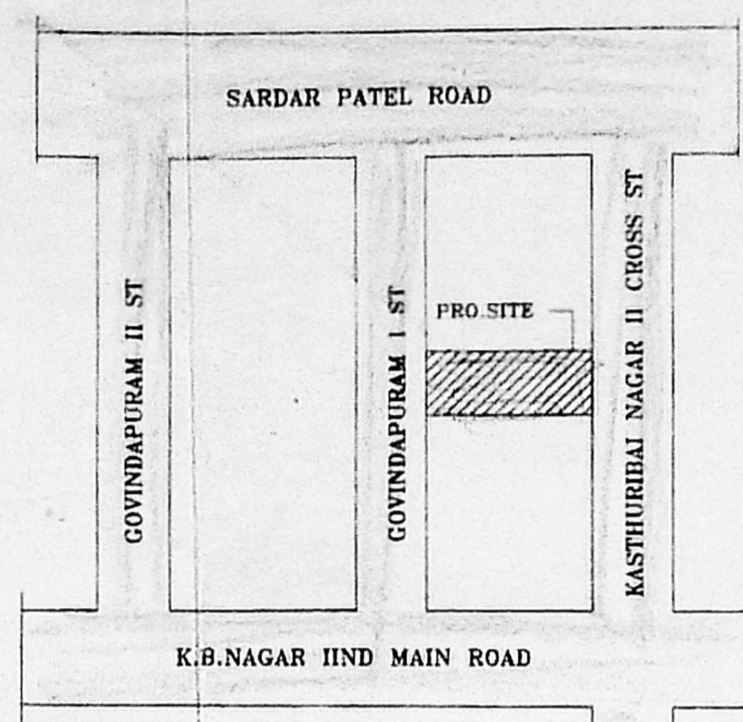 SARDAR PATEL ROAD
GOVINDAPURAM II ST
GOVINDAPURAM I ST
PRO.SITE
KASTHURIBAI NAGAR II CROSS ST
K.B.NAGAR IIND MAIN ROAD